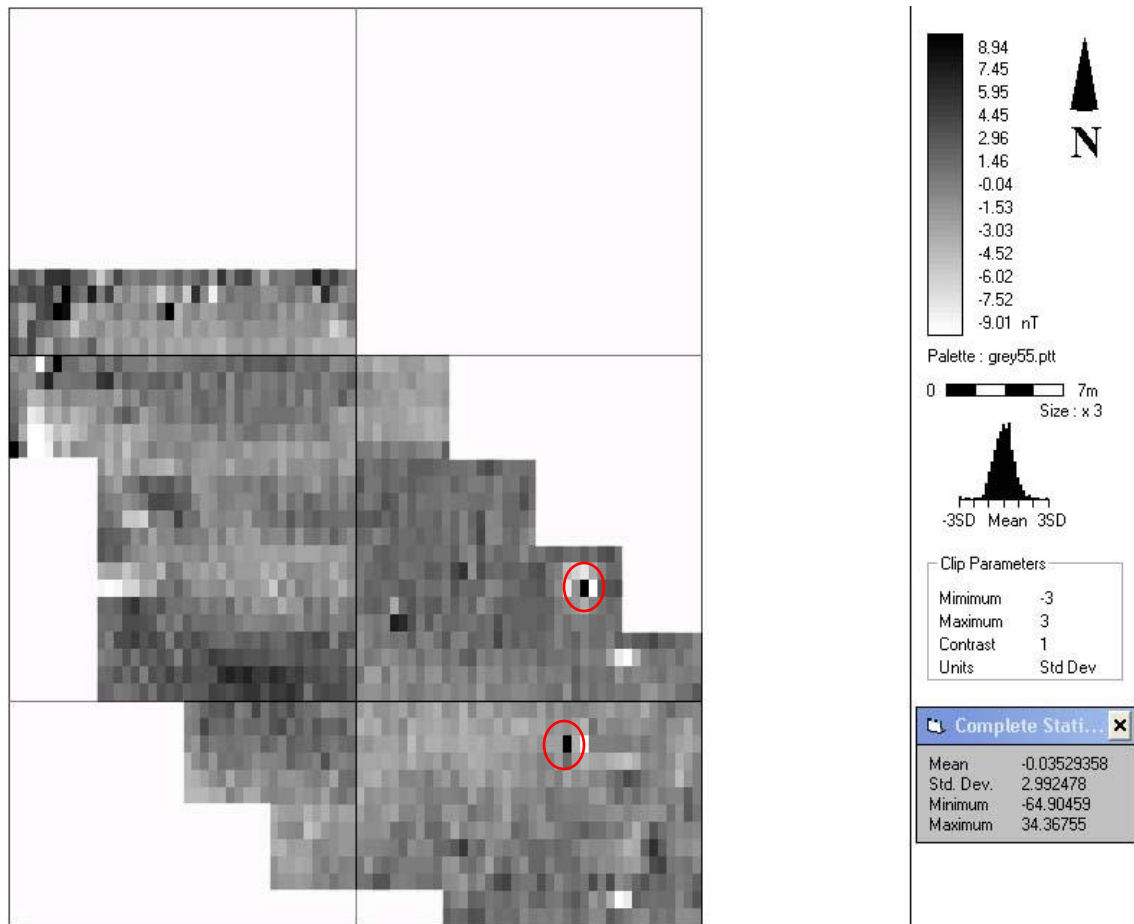 8.94
7.45
5.95
4.45
2.96
1.46
-0.04
-1.53
-3.03
-4.52
-6.02
-7.52
-9.01 nT
N
Palette : grey55.ptt
0 7m
Size : x 3
-3SD Mean 3SD
Clip Parameters
Mimimum -3
Maximum 3
Contrast 1
Units Std Dev
Complete Stati...
Mean -0.03529358
Std. Dev. 2.992478
Minimum -64.90459
Maximum 34.36755